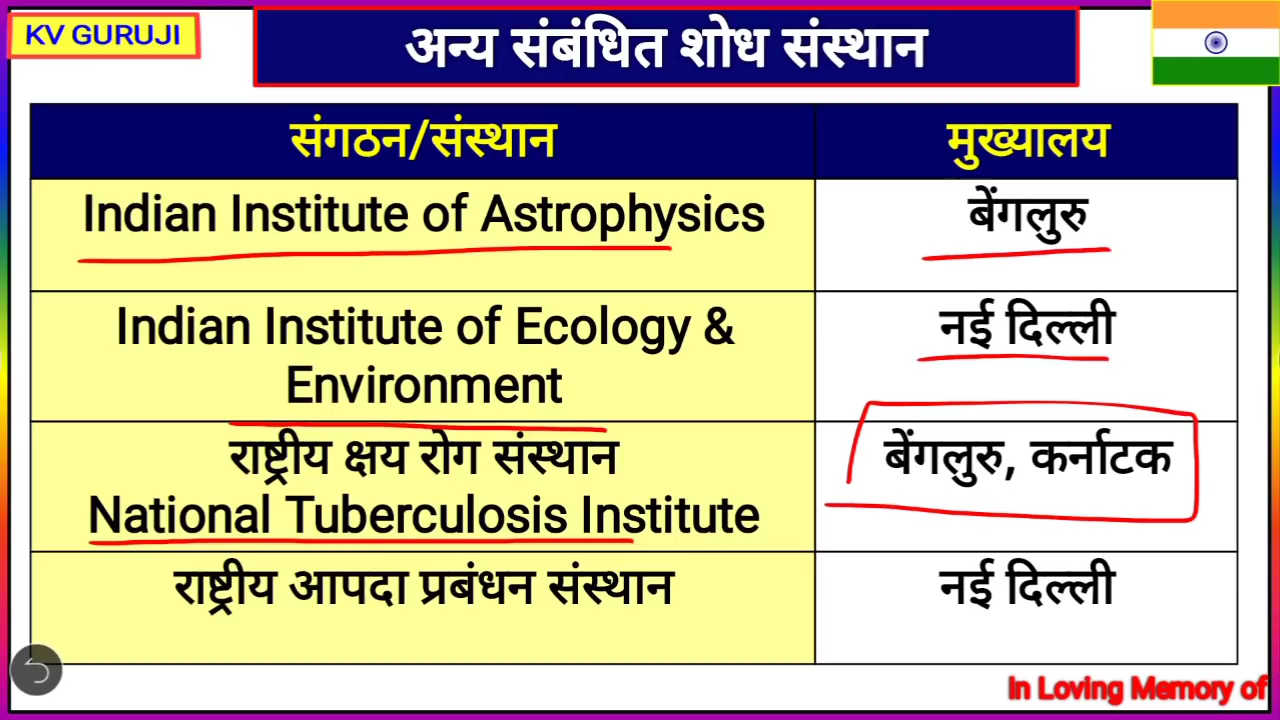 KV GURUJI
अन्य संबंधित शोध संस्थान
संगठन/संस्थान
मुख्यालय
Indian Institute of Astrophysics
बेंगलुरु
Indian Institute of Ecology &
Environment
नई दिल्ली
राष्ट्रीय क्षय रोग संस्थान
National Tuberculosis Institute
बेंगलुरु, कर्नाटक
राष्ट्रीय आपदा प्रबंधन संस्थान
नई दिल्ली
In Loving Memory of